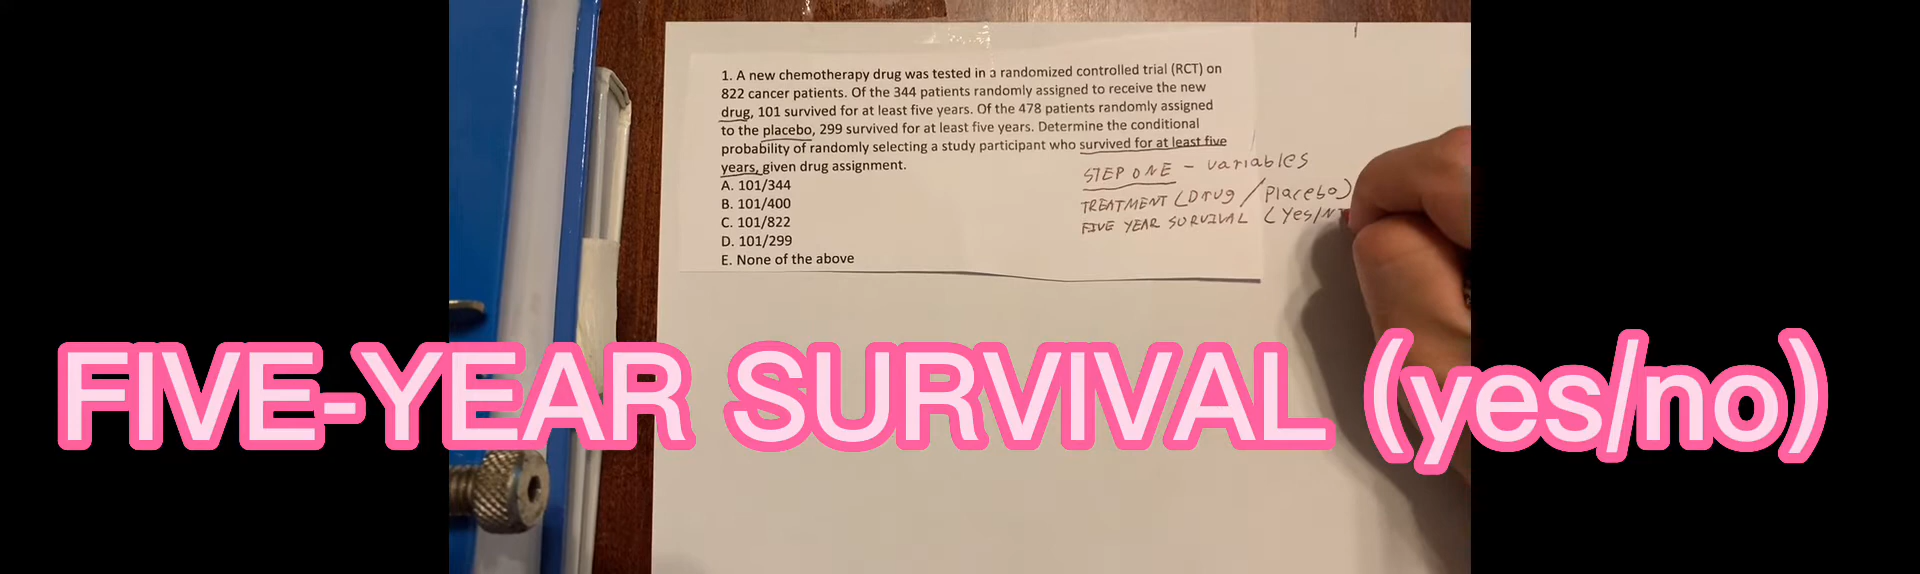 1. A new chemotherapy drug was tested in a randomized controlled trial (RCT) on
822 cancer patients. Of the 344 patients randomly assigned to receive the new
drug, 101 survived for at least five years. Of the 478 patients randomly assigned
to the placebo, 299 survived for at least five years. Determine the conditional
probability of randomly selecting a study participant who survived for at least five
years, given drug assignment.
A. 101/344
B. 101/400
C. 101/822
D. 101/299
E. None of the above
STEP ONE - variables
TREATMENT (Drug / Placebo)
FIVE YEAR SURVIVAL (Yes/N
FIVE-YEAR SURVIVAL (yes/no)